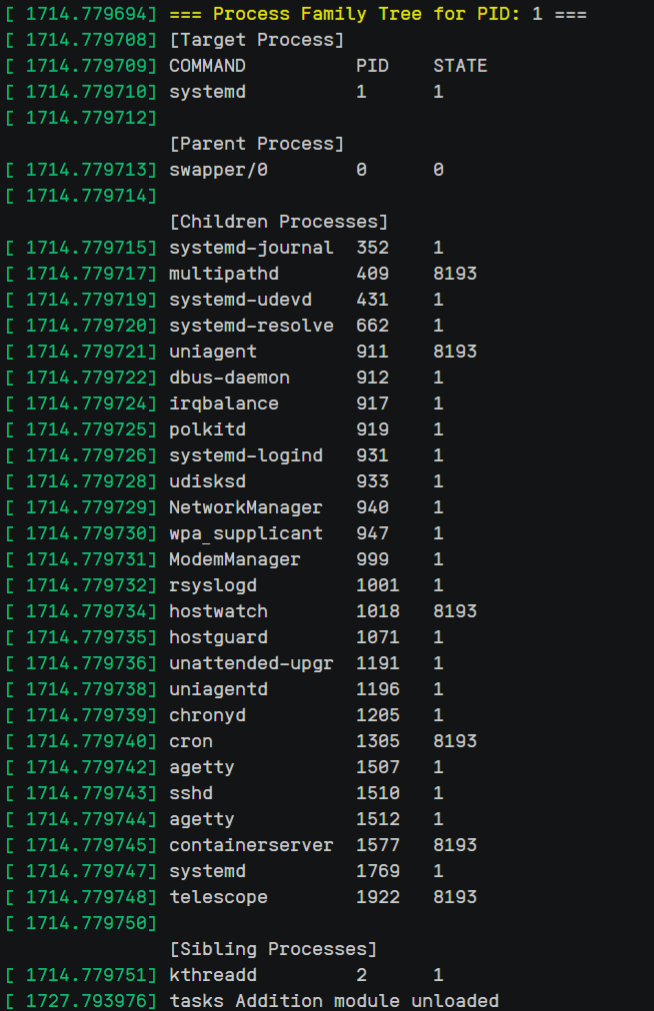 [ 1714.779694] === Process Family Tree for PID: 1 ===
[ 1714.779708] [Target Process]
[ 1714.779709] COMMAND          PID    STATE
[ 1714.779710] systemd          1      1
[ 1714.779712]
               [Parent Process]
[ 1714.779713] swapper/0        0      0
[ 1714.779714]
               [Children Processes]
[ 1714.779715] systemd-journal  352    1
[ 1714.779717] multipathd       409    8193
[ 1714.779719] systemd-udevd    431    1
[ 1714.779720] systemd-resolve  662    1
[ 1714.779721] uniagent         911    8193
[ 1714.779722] dbus-daemon      912    1
[ 1714.779724] irqbalance       917    1
[ 1714.779725] polkitd          919    1
[ 1714.779726] systemd-logind   931    1
[ 1714.779728] udisksd          933    1
[ 1714.779729] NetworkManager   940    1
[ 1714.779730] wpa_supplicant   947    1
[ 1714.779731] ModemManager     999    1
[ 1714.779732] rsyslogd         1001   1
[ 1714.779734] hostwatch        1018   8193
[ 1714.779735] hostguard        1071   1
[ 1714.779736] unattended-upgr  1191   1
[ 1714.779738] uniagentd        1196   1
[ 1714.779739] chronyd          1205   1
[ 1714.779740] cron             1305   8193
[ 1714.779742] agetty           1507   1
[ 1714.779743] sshd             1510   1
[ 1714.779744] agetty           1512   1
[ 1714.779745] containerserver  1577   8193
[ 1714.779747] systemd          1769   1
[ 1714.779748] telescope        1922   8193
[ 1714.779750]
               [Sibling Processes]
[ 1714.779751] kthreadd         2      1
[ 1727.793976] tasks Addition module unloaded